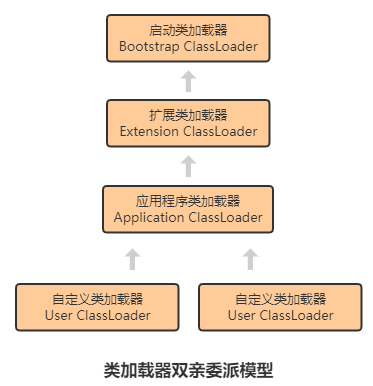 启动类加载器
Bootstrap ClassLoader
扩展类加载器
Extension ClassLoader
应用程序类加载器
Application ClassLoader
自定义类加载器
User ClassLoader
自定义类加载器
User ClassLoader
类加载器双亲委派模型